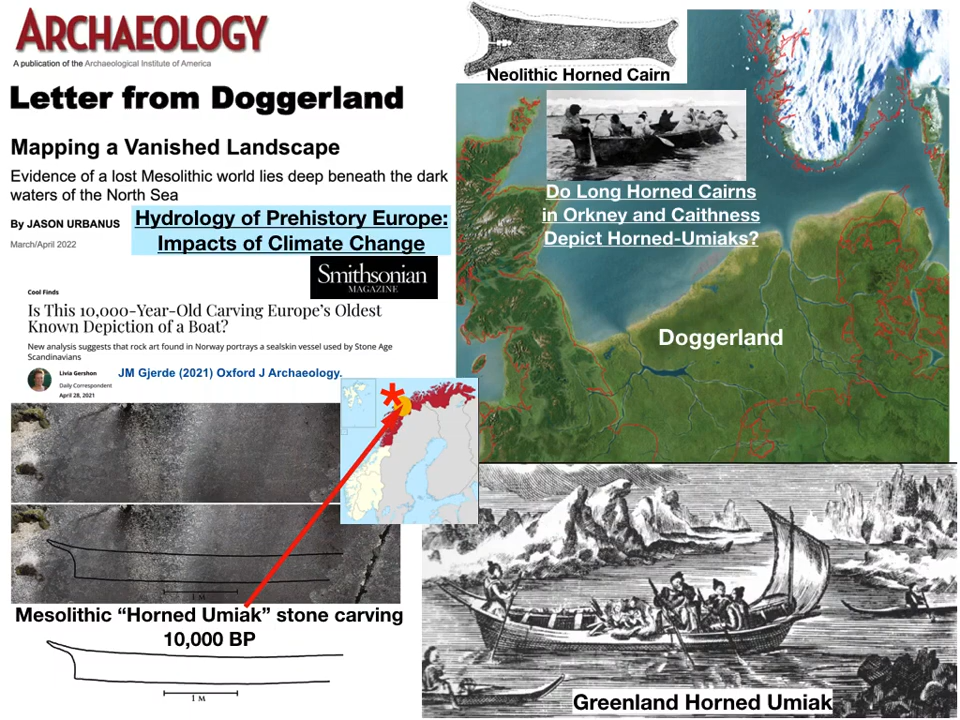 ARCHAEOLOGY
A publication of the Archaeological Institute of America
Letter from Doggerland
Mapping a Vanished Landscape
Evidence of a lost Mesolithic world lies deep beneath the dark
waters of the North Sea
By JASON URBANUS
March/April 2022
Hydrology of Prehistory Europe:
Impacts of Climate Change
Smithsonian
MAGAZINE
Cool Finds
Is This 10,000-Year-Old Carving Europe's Oldest
Known Depiction of a Boat?
New analysis suggests that rock art found in Norway portrays a sealskin vessel used by Stone Age
Scandinavians
Livia Gershon
Daily Correspondent
April 28, 2021
JM Gjerde (2021) Oxford J Archaeology.
*
1 M
Mesolithic “Horned Umiak” stone carving
10,000 BP
1 M
Neolithic Horned Cairn
Do Long Horned Cairns
in Orkney and Caithness
Depict Horned-Umiaks?
Doggerland
Greenland Horned Umiak